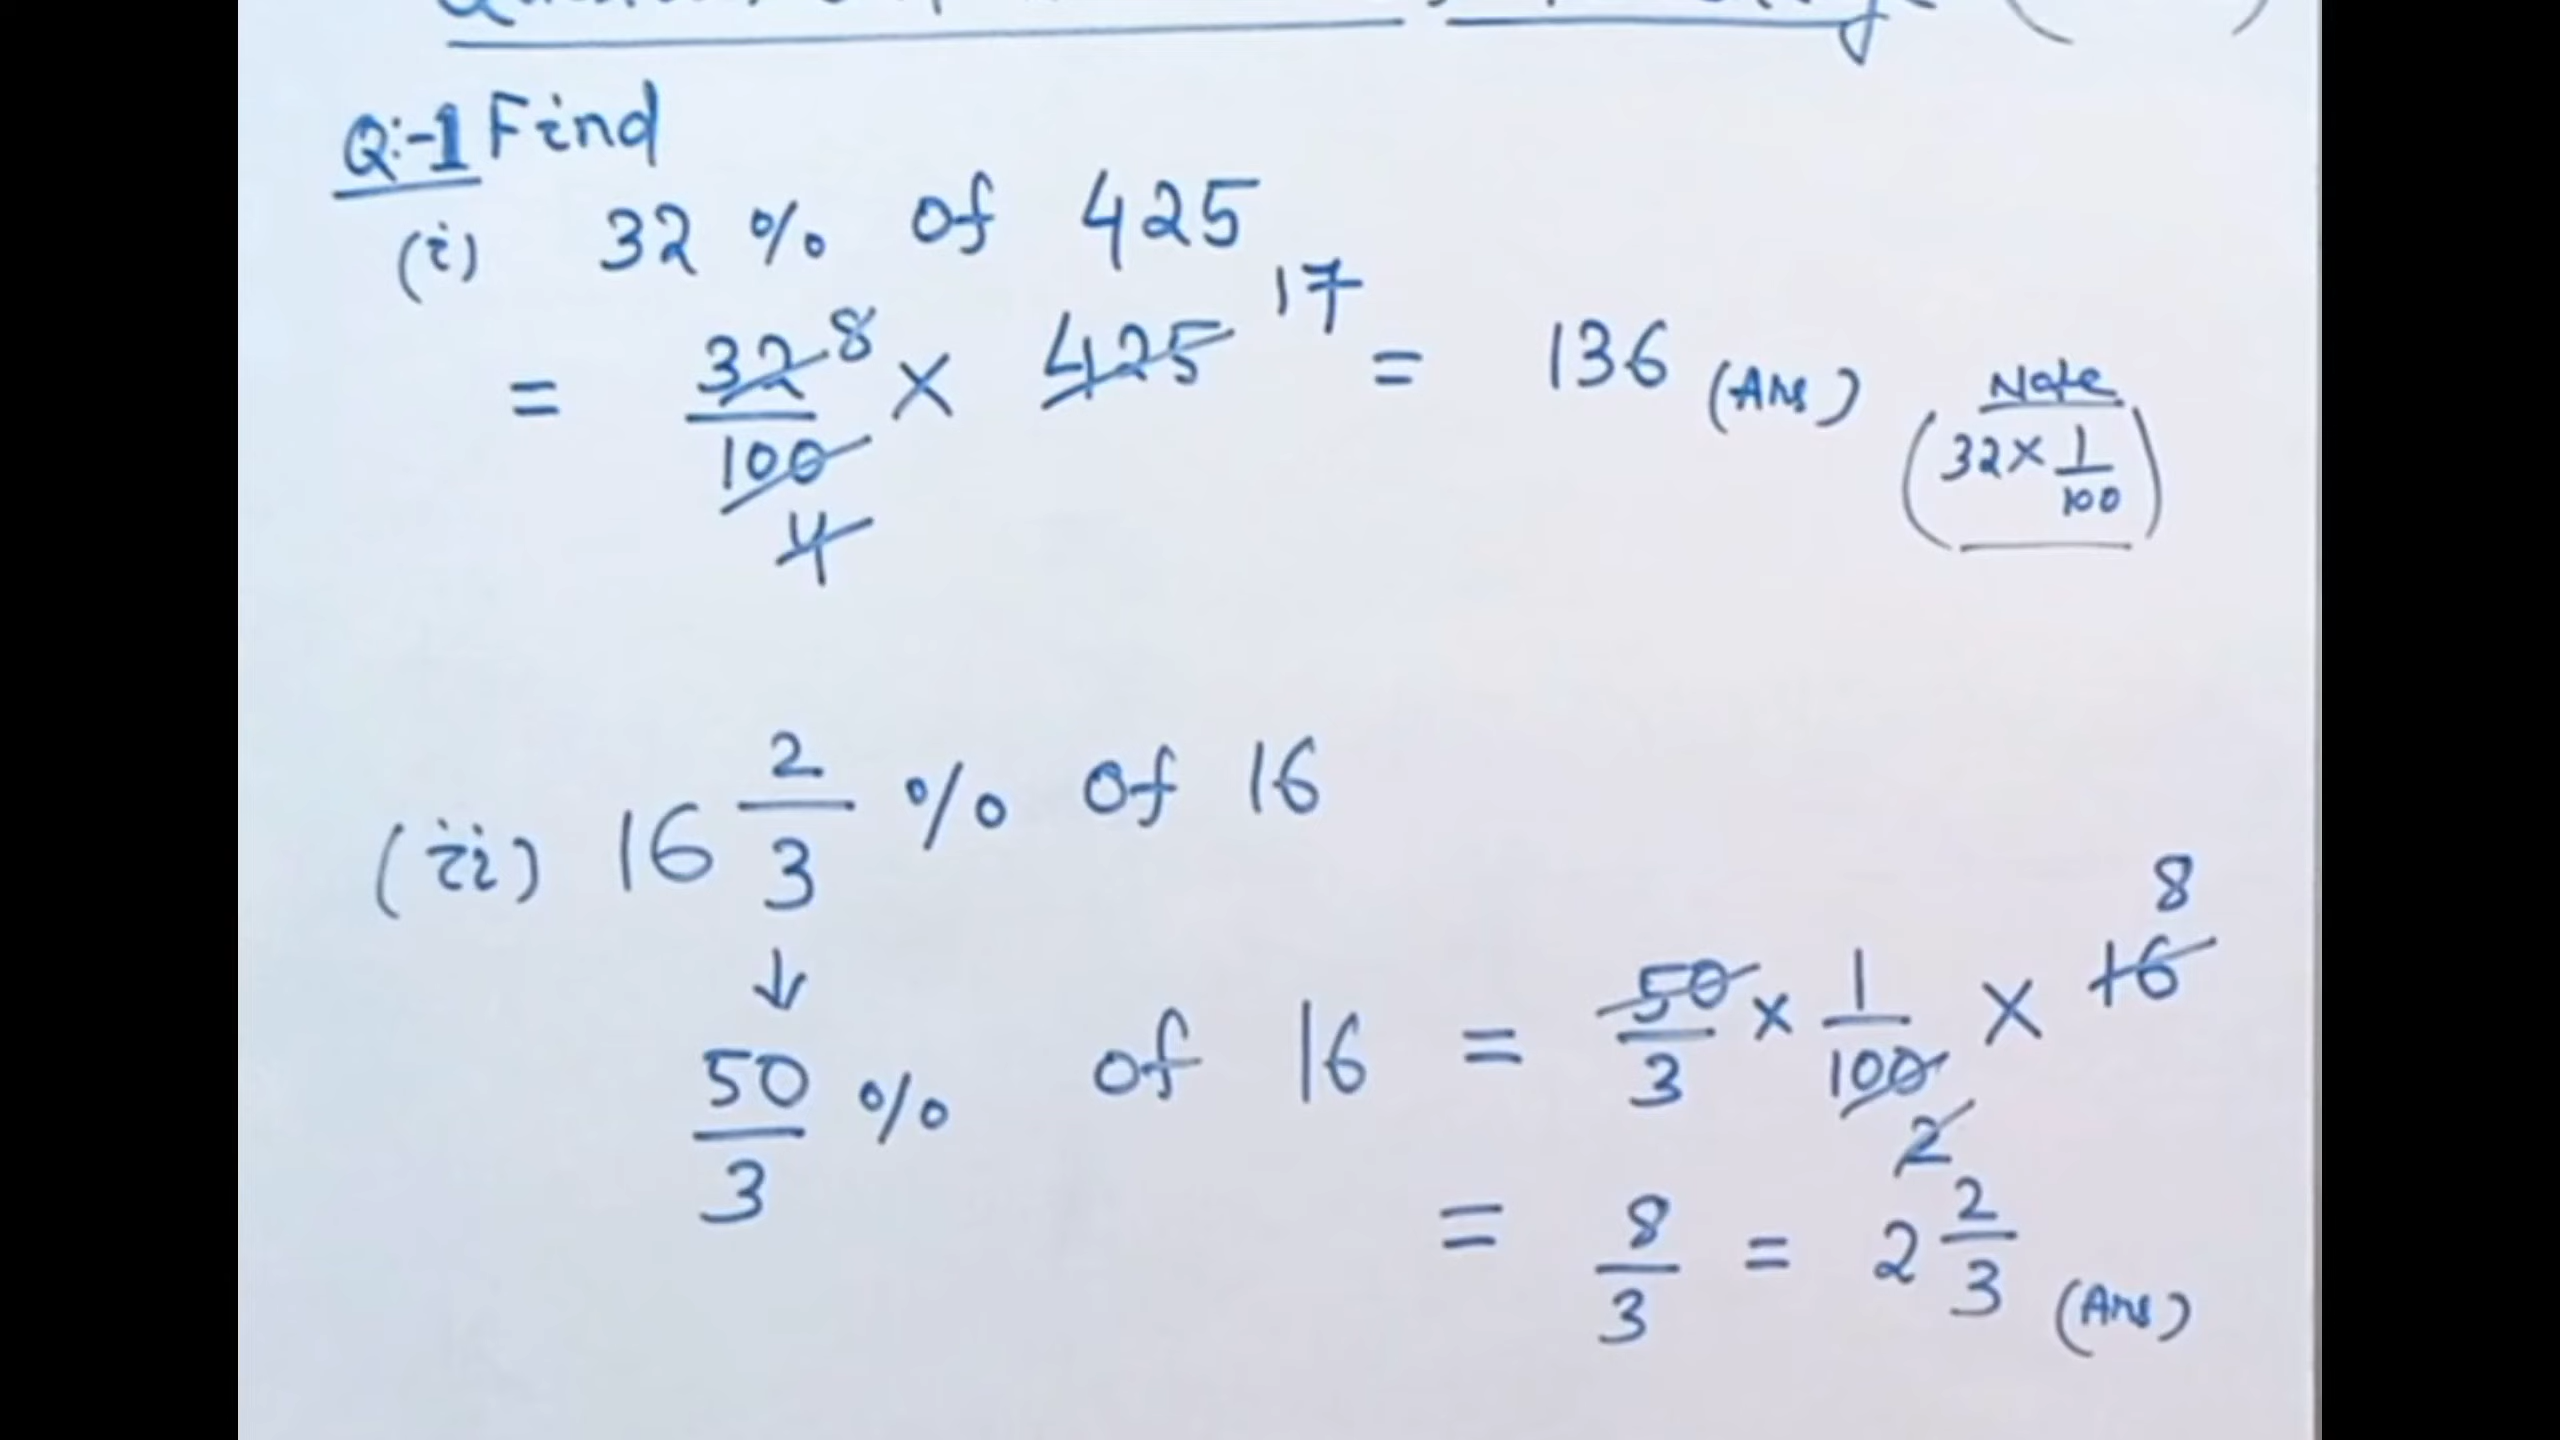 Q:-1 Find
(i) 32 % of 425
= 32 8 / 100 4 × 425 17 = 136 (Ans)
Note
(32 × 1/100)
(ii) 16 2/3 % of 16
↓
50/3 % of 16 = 50/3 × 1/100 2 × 16 8
= 8/3 = 2 2/3 (Ans)